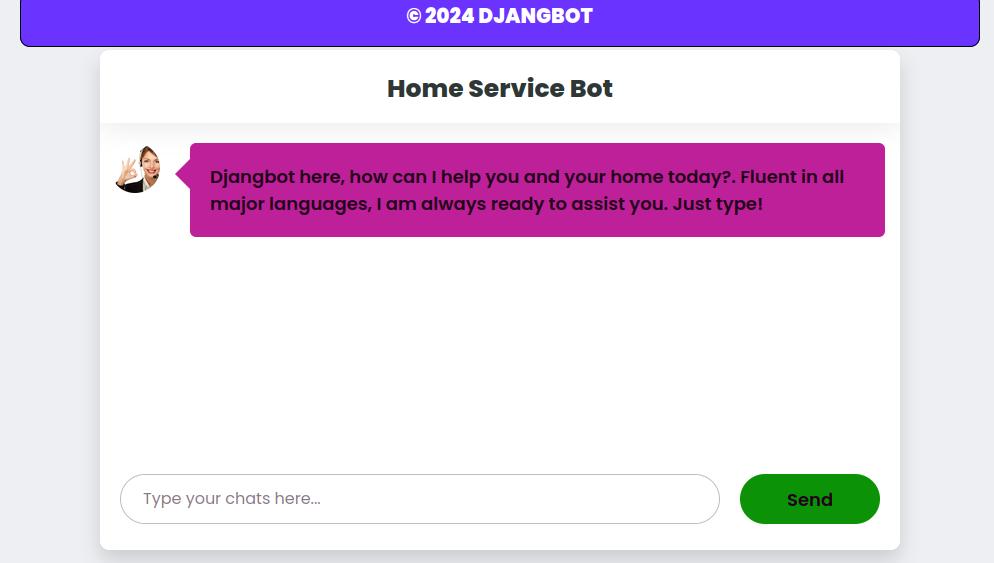 © 2024 DJANGBOT
Home Service Bot
Djangbot here, how can I help you and your home today?. Fluent in all
major languages, I am always ready to assist you. Just type!
Type your chats here...
Send